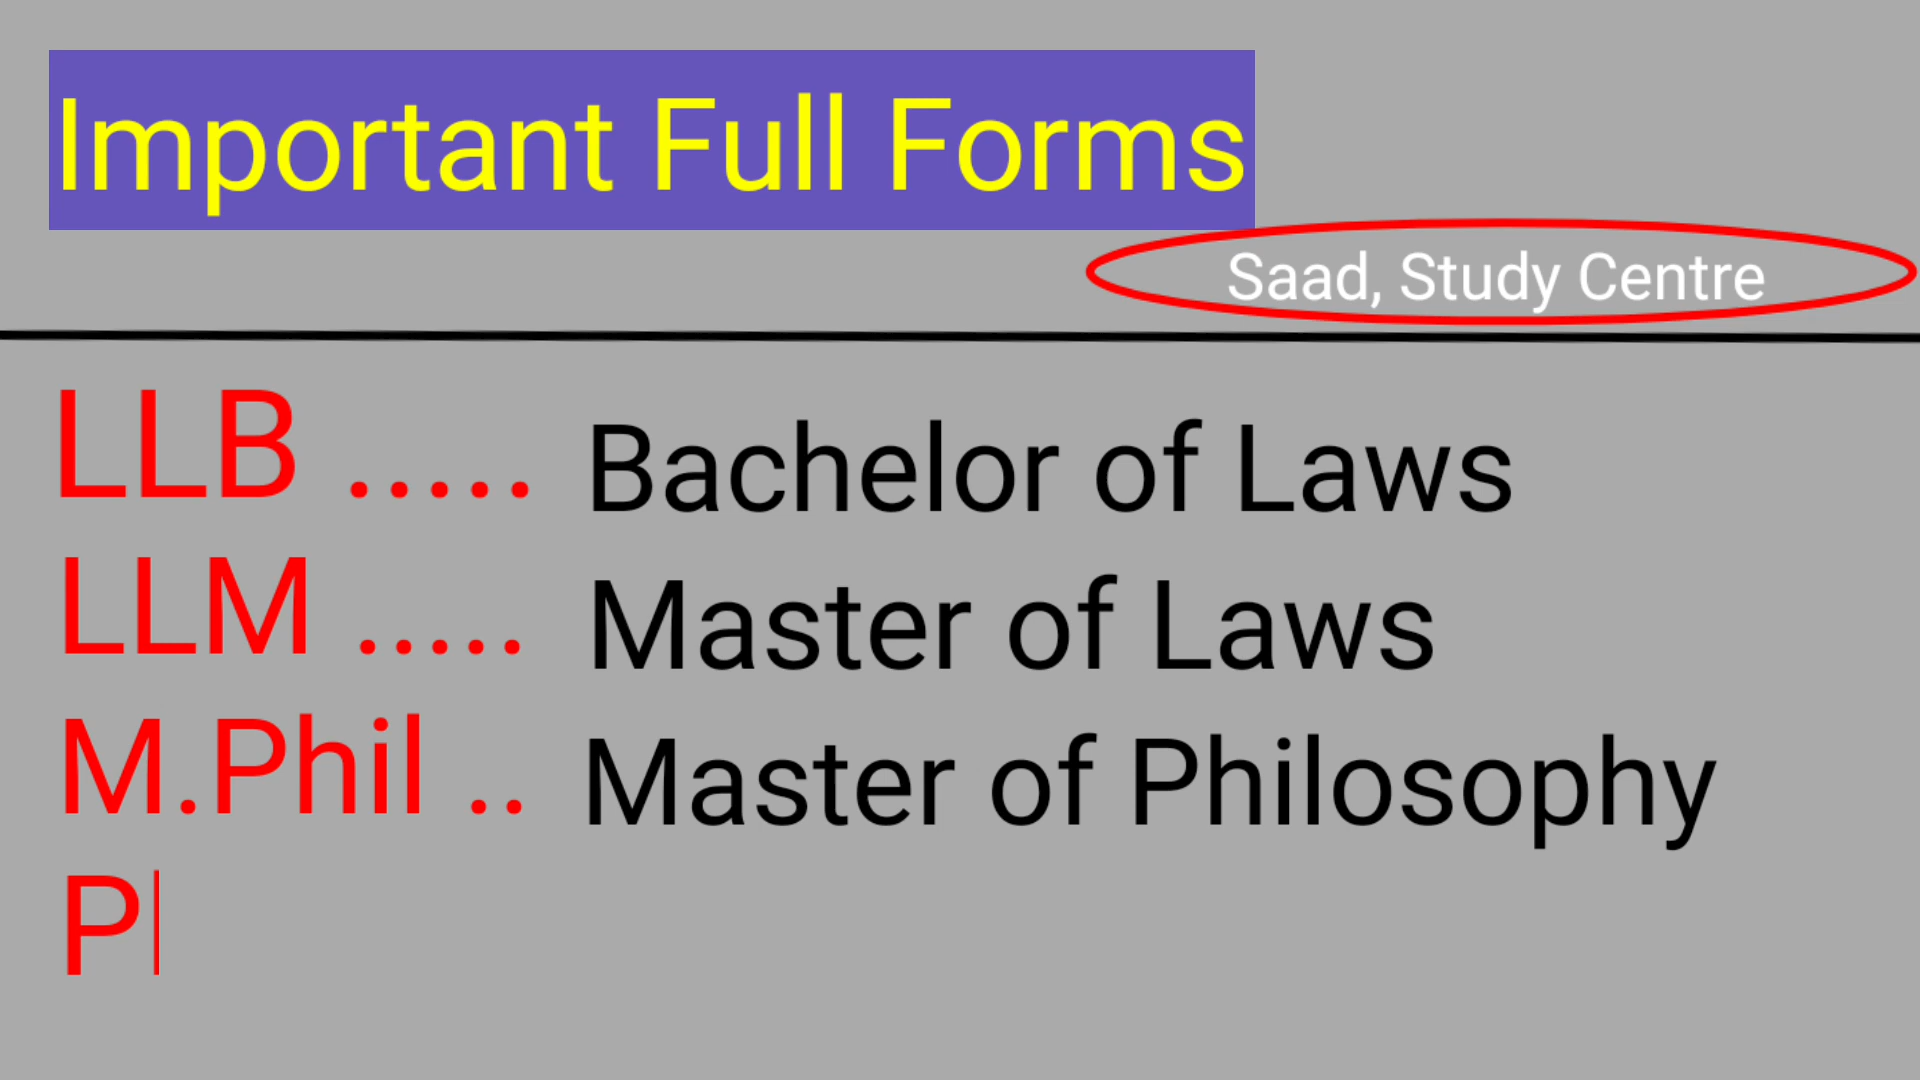 Important Full Forms
Saad, Study Centre
LLB ..... Bachelor of Laws
LLM ..... Master of Laws
M.Phil .. Master of Philosophy
P